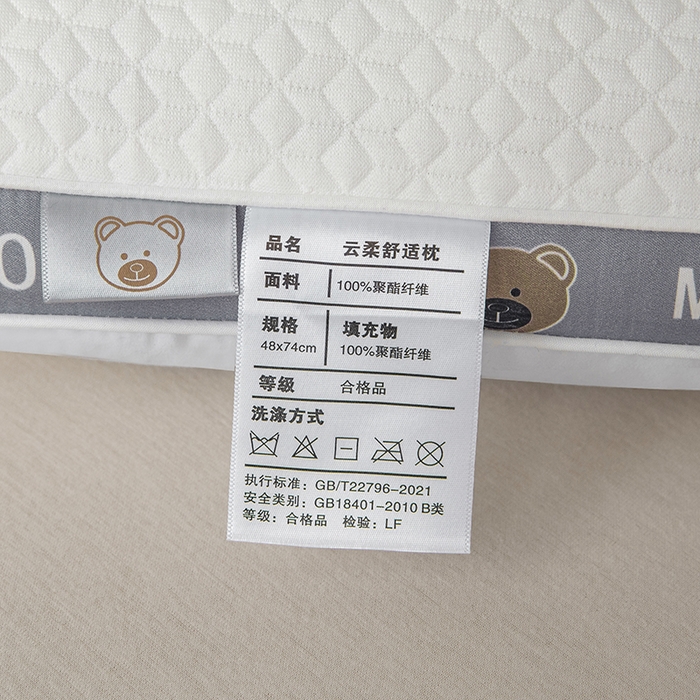 O
M
品名 云柔舒适枕
面料 100%聚酯纤维
规格 填充物
48x74cm 100%聚酯纤维
等级 合格品
洗涤方式
执行标准：GB/T22796-2021
安全类别：GB18401-2010 B类
等级：合格品 检验：LF